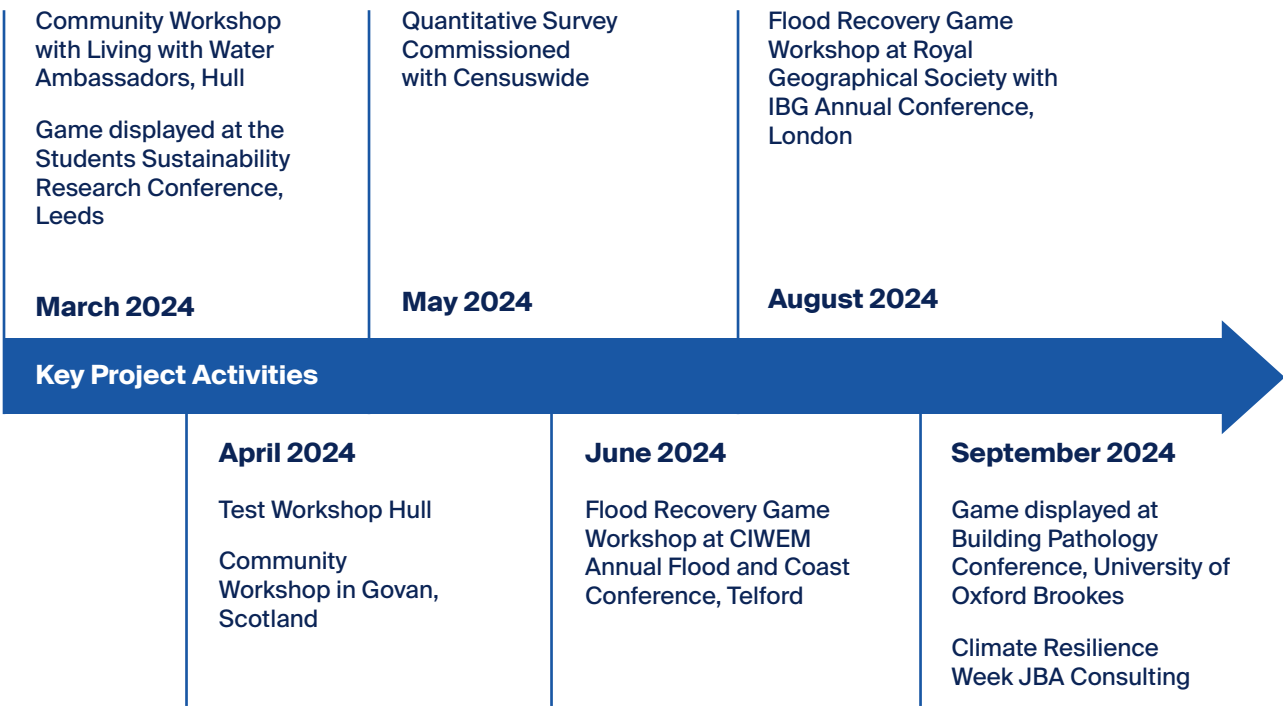 Community Workshop
with Living with Water
Ambassadors, Hull
Game displayed at the
Students Sustainability
Research Conference,
Leeds
March 2024
Quantitative Survey
Commissioned
with Censuswide
May 2024
Flood Recovery Game
Workshop at Royal
Geographical Society with
IBG Annual Conference,
London
August 2024
Key Project Activities
April 2024
Test Workshop Hull
Community
Workshop in Govan,
Scotland
June 2024
Flood Recovery Game
Workshop at CIWEM
Annual Flood and Coast
Conference, Telford
September 2024
Game displayed at
Building Pathology
Conference, University of
Oxford Brookes
Climate Resilience
Week JBA Consulting